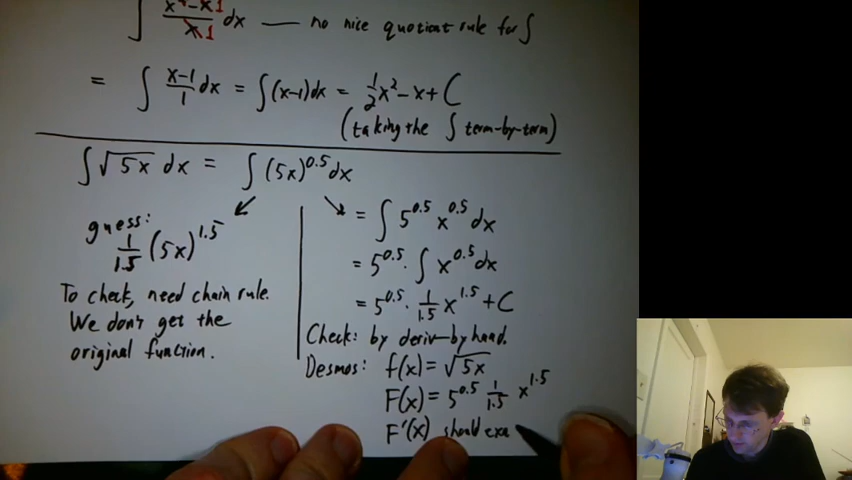 ∫ dx — no nice quotient rule for ∫
= ∫ (x-1)/1 dx = ∫(x-1)dx = 1/2 x² - x + C
(taking the ∫ term-by-term)
∫√5x dx = ∫(5x)^0.5 dx
guess:
1/1.5 (5x)^1.5
To check, need chain rule.
We don't get the
original function.
= ∫ 5^0.5 x^0.5 dx
= 5^0.5 · ∫ x^0.5 dx
= 5^0.5 · 1/1.5 x^1.5 + C
Check: by deriv-by hand.
Desmos: f(x) = √5x
F(x) = 5^0.5 1/1.5 x^1.5
F'(x) should exa